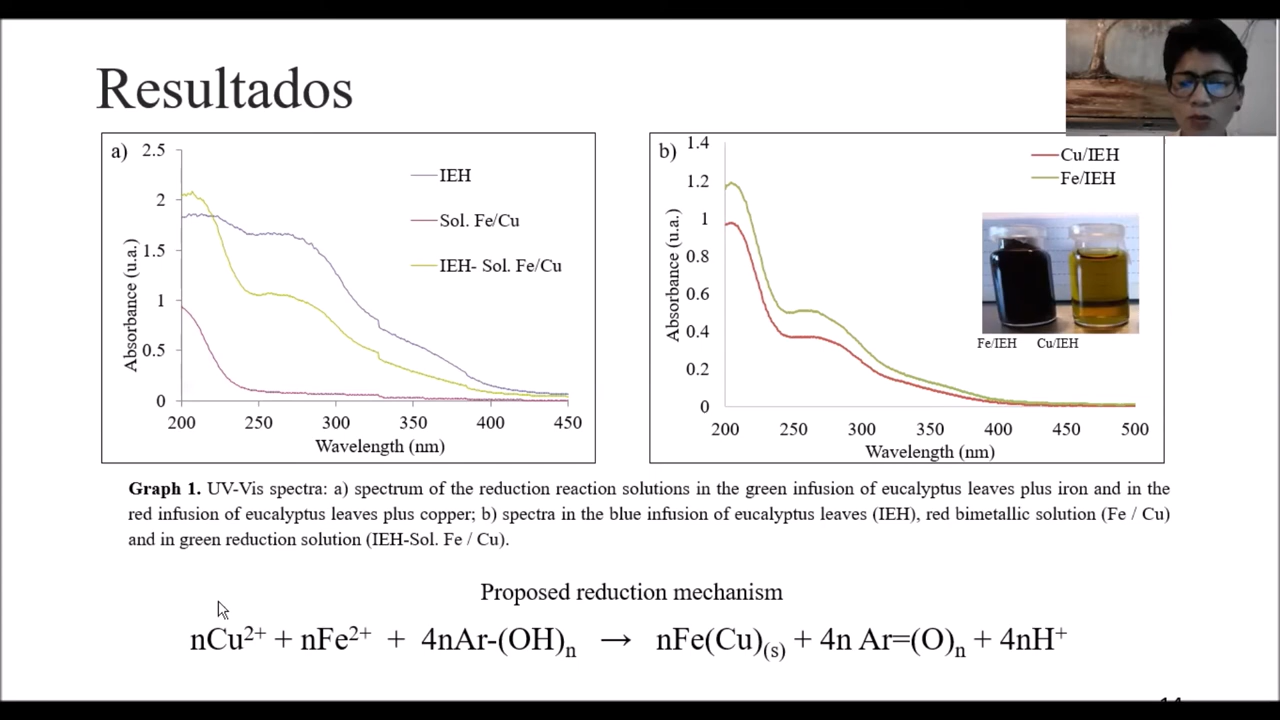 Resultados
a)
2.5
2
1.5
1
0.5
0
200 250 300 350 400 450
Wavelength (nm)
Absorbance (u.a.)
IEH
Sol. Fe/Cu
IEH- Sol. Fe/Cu
b)
1.4
1.2
1
0.8
0.6
0.4
0.2
0
200 250 300 350 400 450 500
Wavelength (nm)
Absorbance (u.a.)
Cu/IEH
Fe/IEH
Fe/IEH Cu/IEH
Graph 1. UV-Vis spectra: a) spectrum of the reduction reaction solutions in the green infusion of eucalyptus leaves plus iron and in the
red infusion of eucalyptus leaves plus copper; b) spectra in the blue infusion of eucalyptus leaves (IEH), red bimetallic solution (Fe / Cu)
and in green reduction solution (IEH-Sol. Fe / Cu).
Proposed reduction mechanism
nCu²⁺ + nFe²⁺ + 4nAr-(OH)ₙ → nFe(Cu)₍ₛ₎ + 4n Ar=(O)ₙ + 4nH⁺